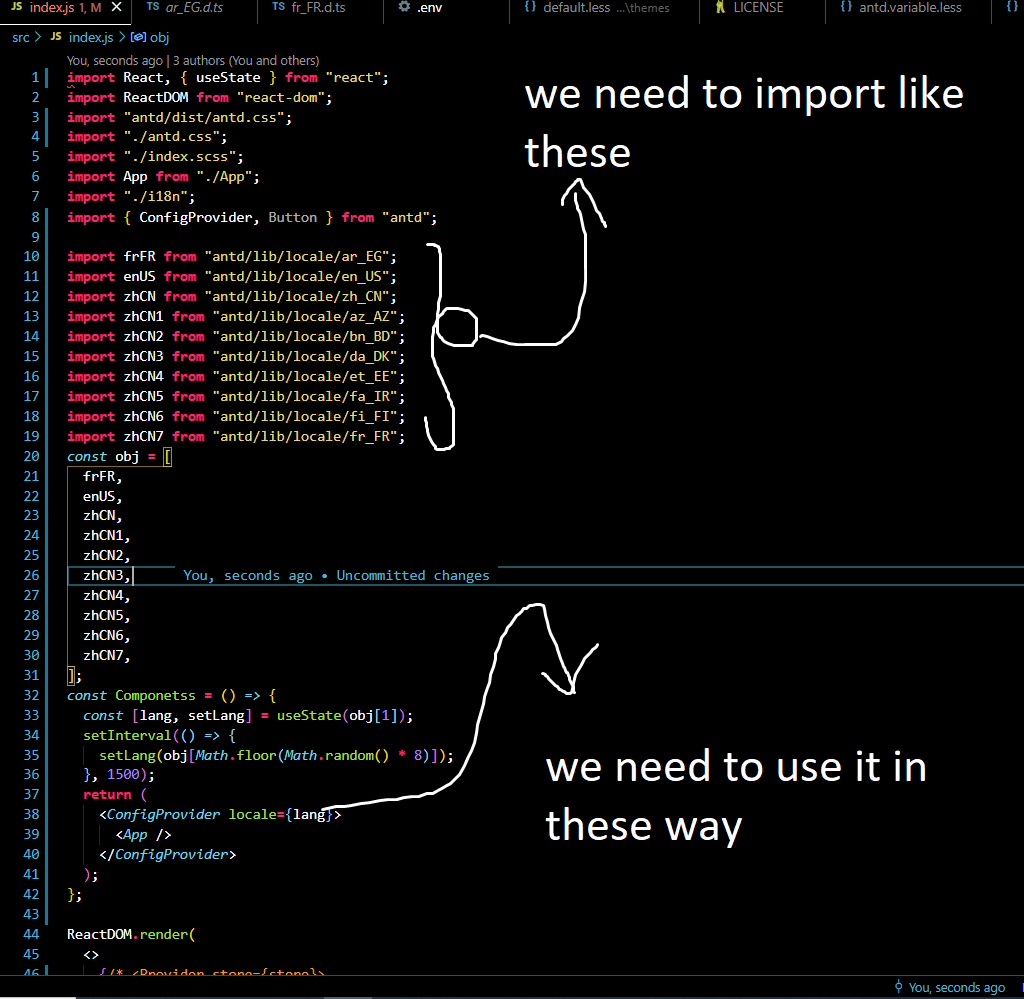 JS index.js 1, M ✕ TS ar_EG.d.ts TS fr_FR.d.ts .env {} default.less ...\themes LICENSE {} antd.variable.less {}
src > JS index.js > obj
You, seconds ago | 3 authors (You and others)
1 import React, { useState } from "react";
2 import ReactDOM from "react-dom";
3 import "antd/dist/antd.css";
4 import "./antd.css";
5 import "./index.scss";
6 import App from "./App";
7 import "./i18n";
8 import { ConfigProvider, Button } from "antd";
9
10 import frFR from "antd/lib/locale/ar_EG";
11 import enUS from "antd/lib/locale/en_US";
12 import zhCN from "antd/lib/locale/zh_CN";
13 import zhCN1 from "antd/lib/locale/az_AZ";
14 import zhCN2 from "antd/lib/locale/bn_BD";
15 import zhCN3 from "antd/lib/locale/da_DK";
16 import zhCN4 from "antd/lib/locale/et_EE";
17 import zhCN5 from "antd/lib/locale/fa_IR";
18 import zhCN6 from "antd/lib/locale/fi_FI";
19 import zhCN7 from "antd/lib/locale/fr_FR";
we need to import like
these
20 const obj = [
21 frFR,
22 enUS,
23 zhCN,
24 zhCN1,
25 zhCN2,
26 zhCN3, You, seconds ago • Uncommitted changes
27 zhCN4,
28 zhCN5,
29 zhCN6,
30 zhCN7,
31 ];
32 const Componetss = () => {
33 const [lang, setLang] = useState(obj[1]);
34 setInterval(() => {
35 setLang(obj[Math.floor(Math.random() * 8)]);
36 }, 1500);
37 return (
38 <ConfigProvider locale={lang}>
39 <App />
40 </ConfigProvider>
41 );
42 };
43
we need to use it in
these way
44 ReactDOM.render(
45 <>
46 {/* <Provider store={store}>
You, seconds ago